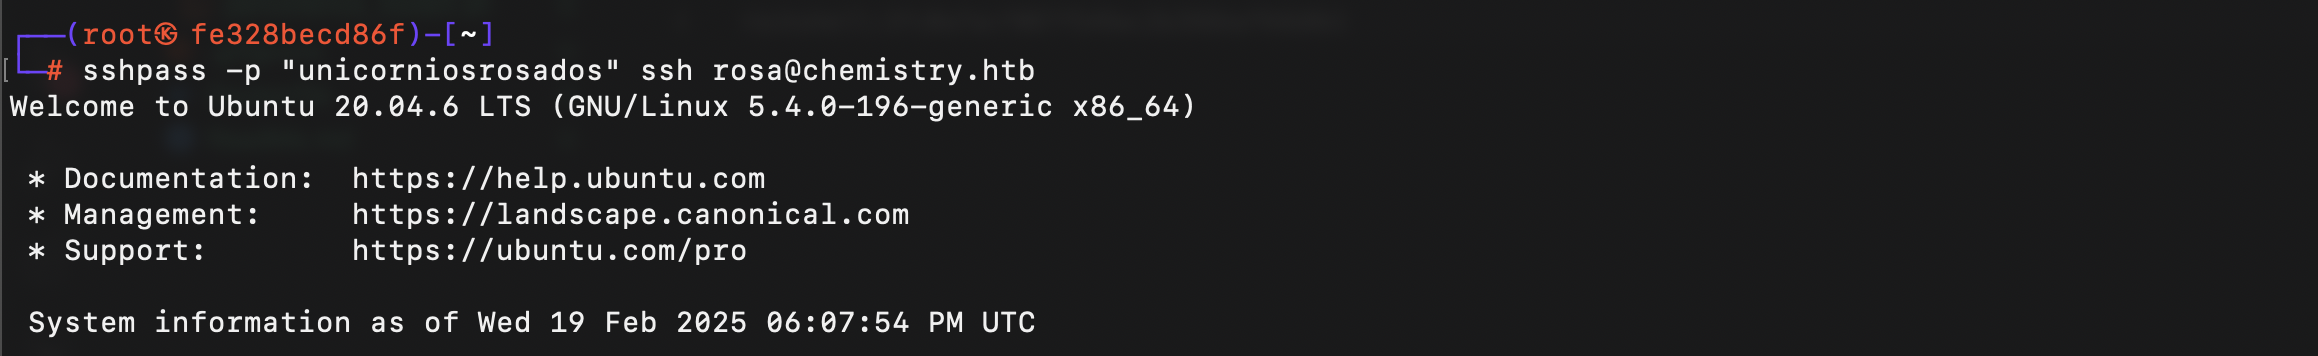 ┌──(root㉿fe328becd86f)-[~]
└─# sshpass -p "unicorniosrosados" ssh rosa@chemistry.htb
Welcome to Ubuntu 20.04.6 LTS (GNU/Linux 5.4.0-196-generic x86_64)
* Documentation:  https://help.ubuntu.com
* Management:     https://landscape.canonical.com
* Support:        https://ubuntu.com/pro
System information as of Wed 19 Feb 2025 06:07:54 PM UTC